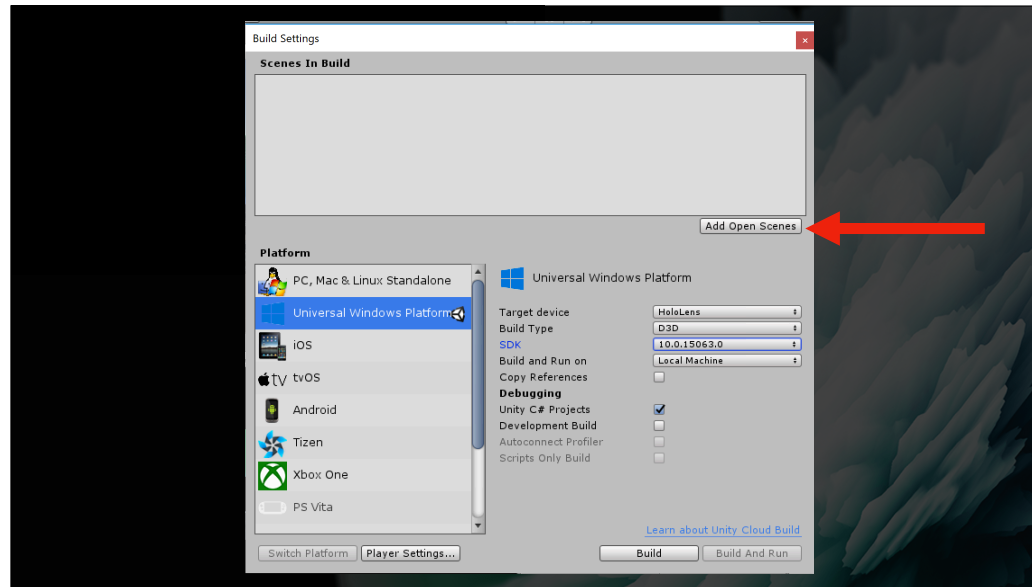 Build Settings
Scenes In Build
Add Open Scenes
Platform
PC, Mac & Linux Standalone
Universal Windows Platform
iOS
tv tvOS
Android
Tizen
Xbox One
PS Vita
Universal Windows Platform
Target device HoloLens
Build Type D3D
SDK 10.0.15063.0
Build and Run on Local Machine
Copy References
Debugging
Unity C# Projects
Development Build
Autoconnect Profiler
Scripts Only Build
Learn about Unity Cloud Build
Switch Platform Player Settings... Build Build And Run